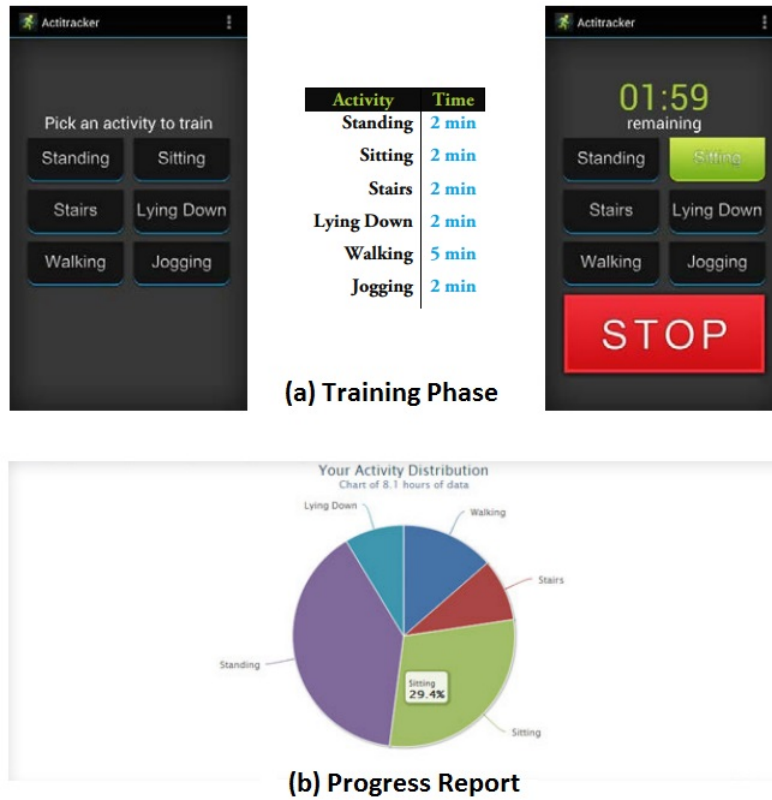 Actitracker
Pick an activity to train
Standing Sitting
Stairs Lying Down
Walking Jogging
Activity Time
Standing 2 min
Sitting 2 min
Stairs 2 min
Lying Down 2 min
Walking 5 min
Jogging 2 min
Actitracker
01:59
remaining
Standing Sitting
Stairs Lying Down
Walking Jogging
STOP
(a) Training Phase
Your Activity Distribution
Chart of 8.1 hours of data
Lying Down
Walking
Stairs
Standing
Sitting
29.4%
Sitting
(b) Progress Report